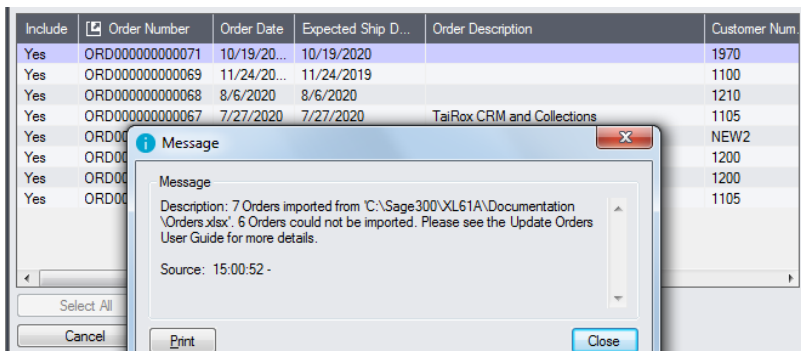 Include Order Number Order Date Expected Ship D... Order Description Customer Num.
Yes ORD000000000071 10/19/20... 10/19/2020 1970
Yes ORD000000000069 11/24/20... 11/24/2019 1100
Yes ORD000000000068 8/6/2020 8/6/2020 1210
Yes ORD000000000067 7/27/2020 7/27/2020 TaiRox CRM and Collections 1105
Yes ORD00 NEW2
Yes ORD00 1200
Yes ORD00 1200
Yes ORD00 1105
Message
Message
Description: 7 Orders imported from 'C:\Sage300\XL61A\Documentation
\Orders.xlsx'. 6 Orders could not be imported. Please see the Update Orders
User Guide for more details.
Source: 15:00:52 -
Select All
Cancel
Print
Close